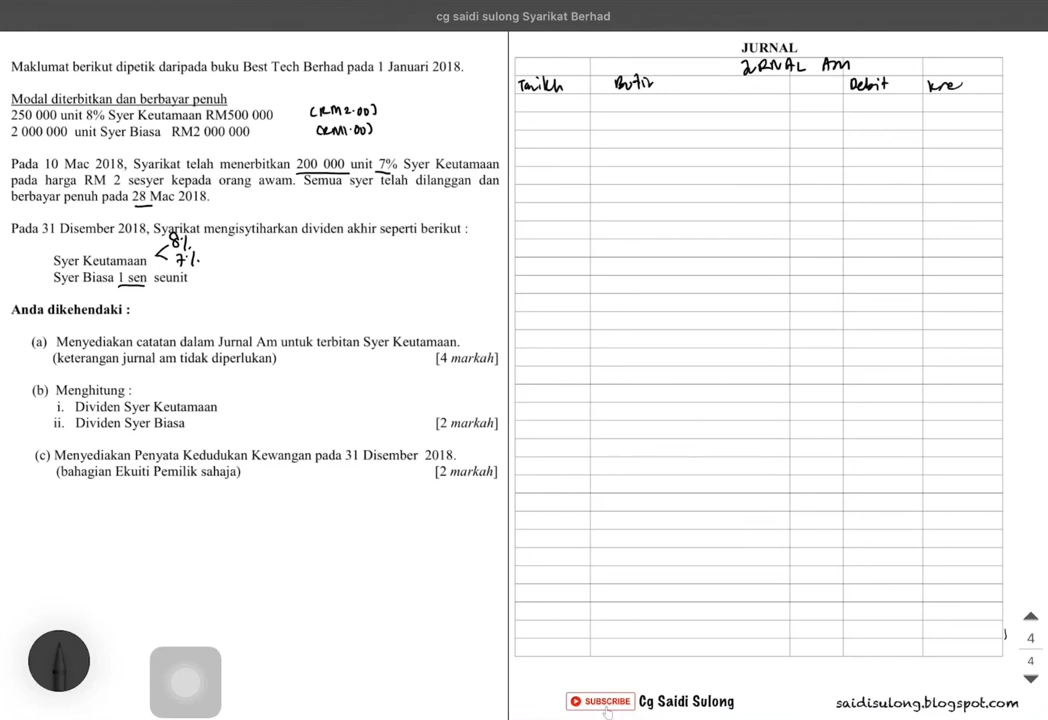 cg saidi sulong Syarikat Berhad
Maklumat berikut dipetik daripada buku Best Tech Berhad pada 1 Januari 2018.
Modal diterbitkan dan berbayar penuh
250 000 unit 8% Syer Keutamaan RM500 000 (RM2.00)
2 000 000 unit Syer Biasa RM2 000 000 (RM1.00)
Pada 10 Mac 2018, Syarikat telah menerbitkan 200 000 unit 7% Syer Keutamaan
pada harga RM 2 sesyer kepada orang awam. Semua syer telah dilanggan dan
berbayar penuh pada 28 Mac 2018.
Pada 31 Disember 2018, Syarikat mengisytiharkan dividen akhir seperti berikut :
8%
Syer Keutamaan < 7%
Syer Biasa 1 sen seunit
Anda dikehendaki :
(a) Menyediakan catatan dalam Jurnal Am untuk terbitan Syer Keutamaan.
(keterangan jurnal am tidak diperlukan) [4 markah]
(b) Menghitung :
i. Dividen Syer Keutamaan
ii. Dividen Syer Biasa [2 markah]
(c) Menyediakan Penyata Kedudukan Kewangan pada 31 Disember 2018.
(bahagian Ekuiti Pemilik sahaja) [2 markah]
JURNAL
JRNAL AM
Tarikh Butir Debit Kre
4
4
SUBSCRIBE Cg Saidi Sulong
saidisulong.blogspot.com